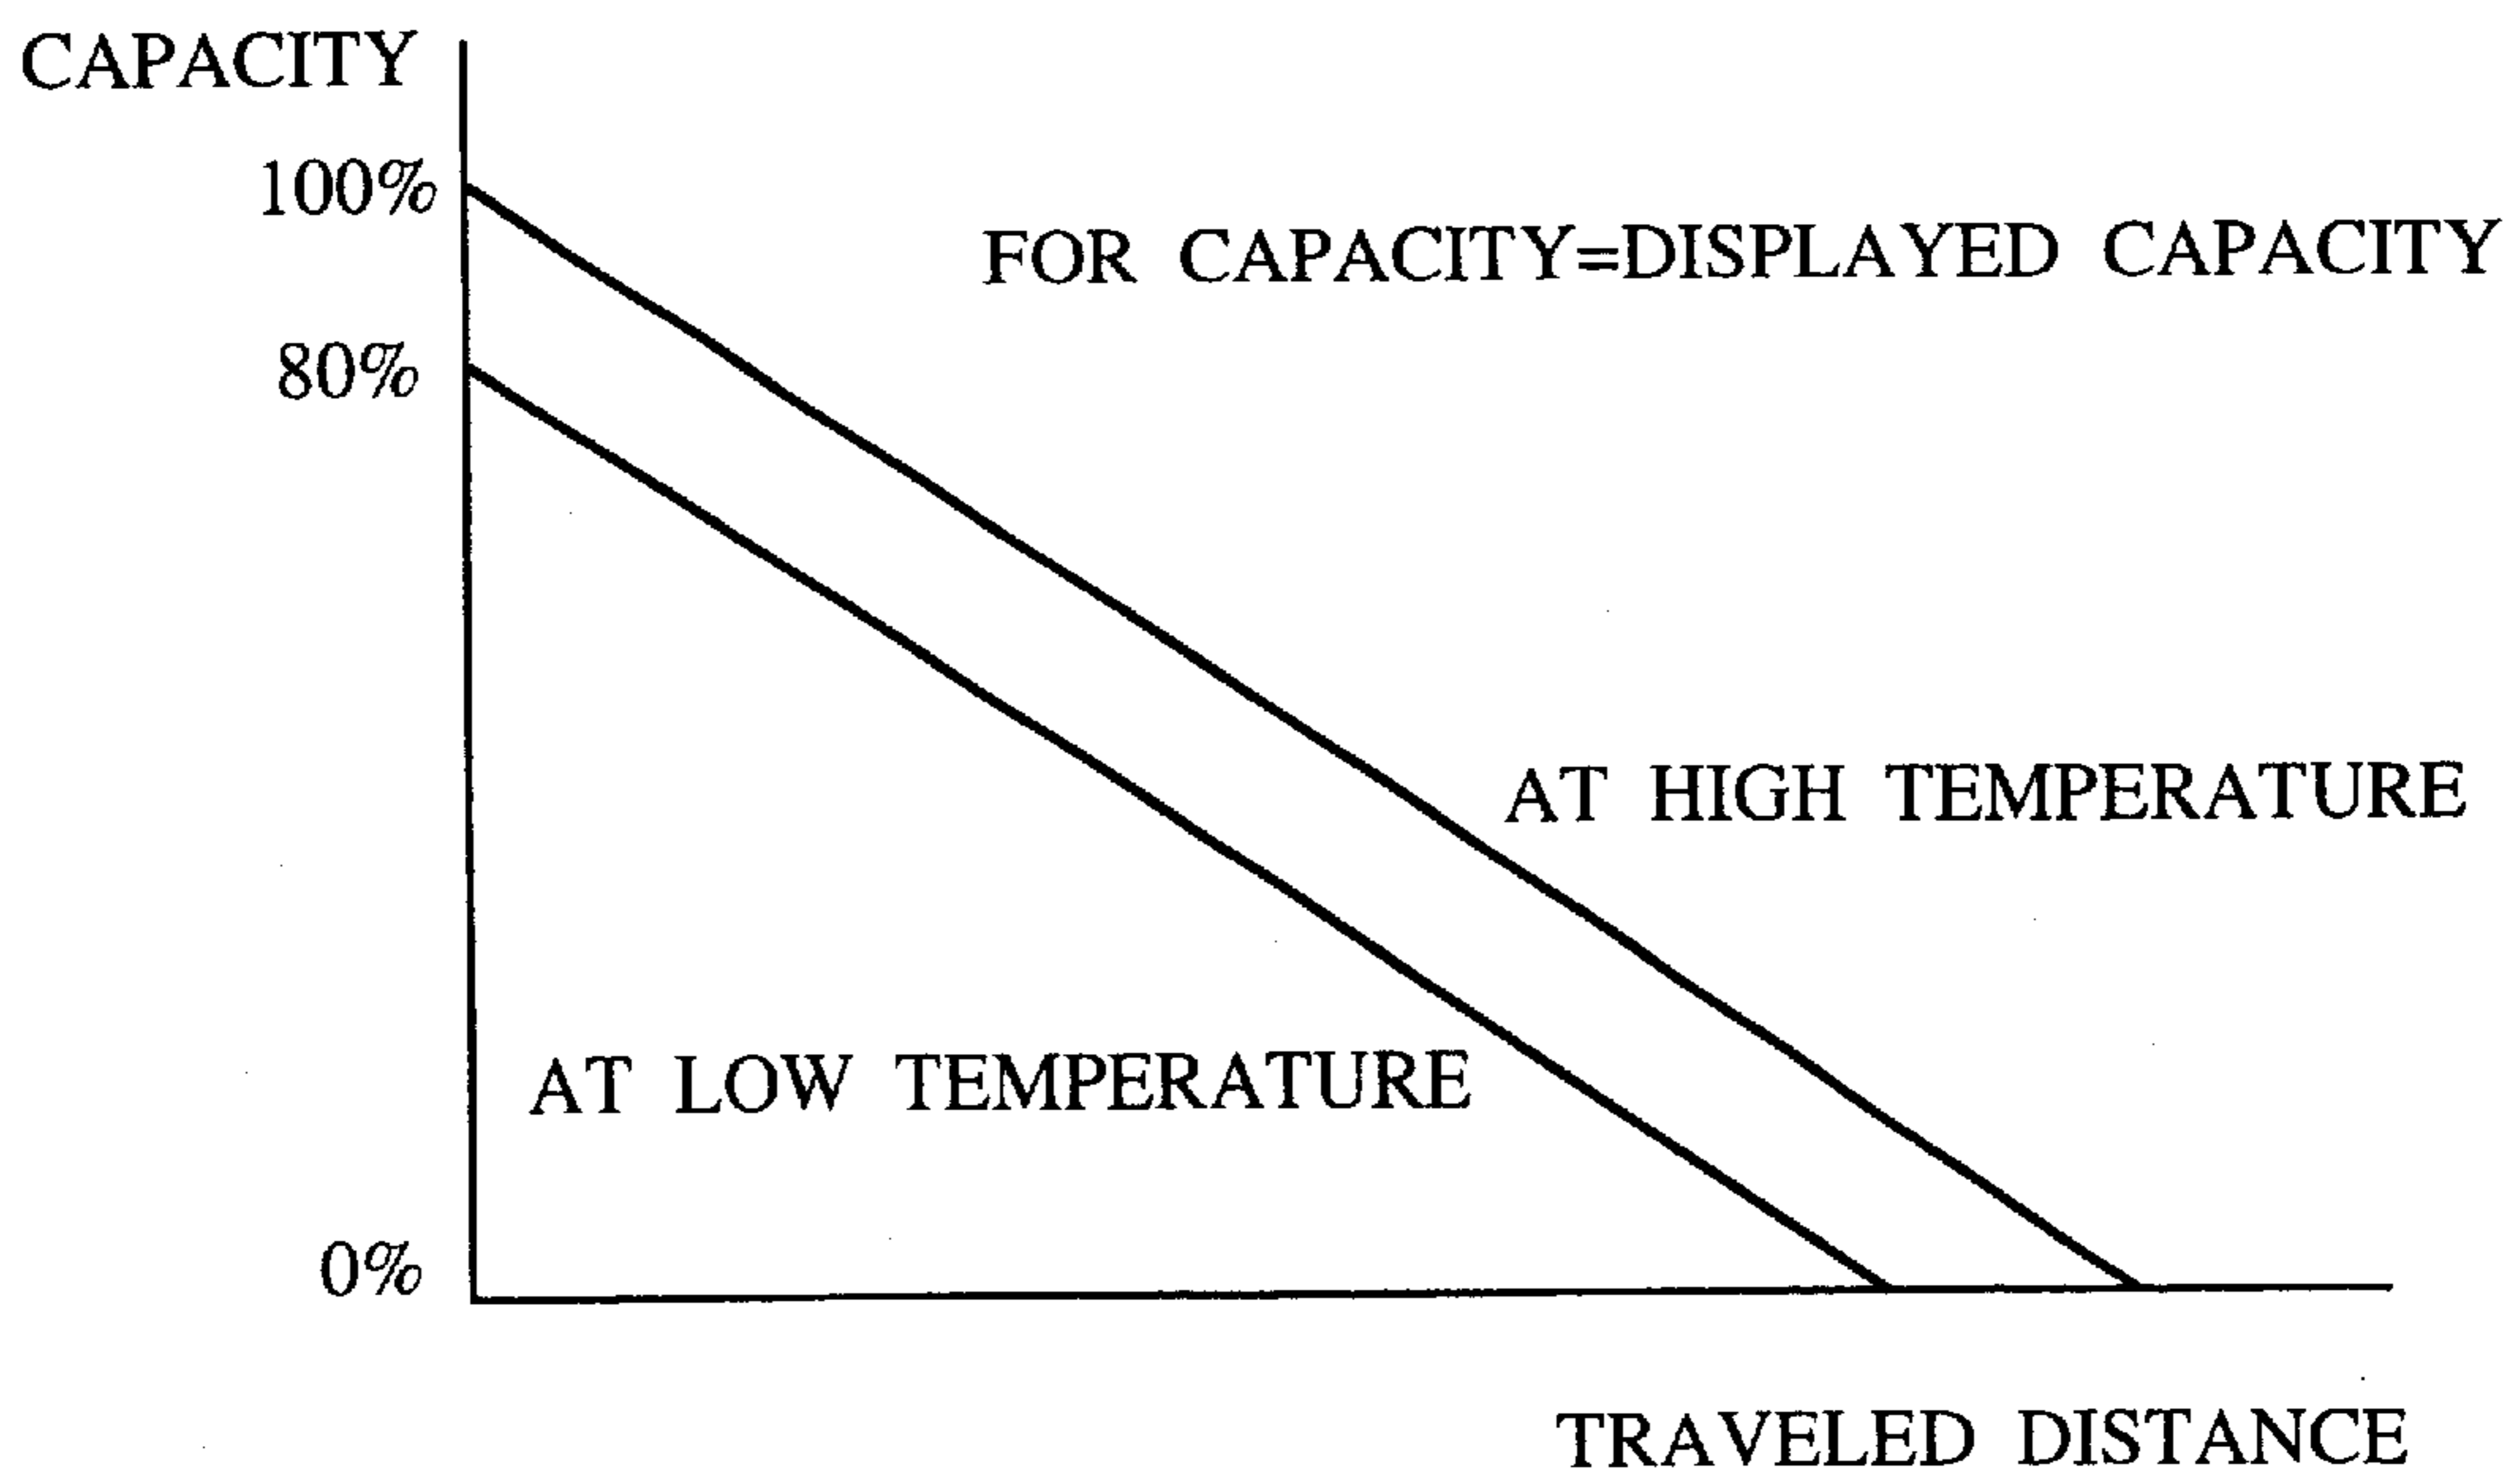 CAPACITY
100%
FOR CAPACITY=DISPLAYED CAPACITY
80%
AT HIGH TEMPERATURE
AT LOW TEMPERATURE
0%
TRAVELED DISTANCE